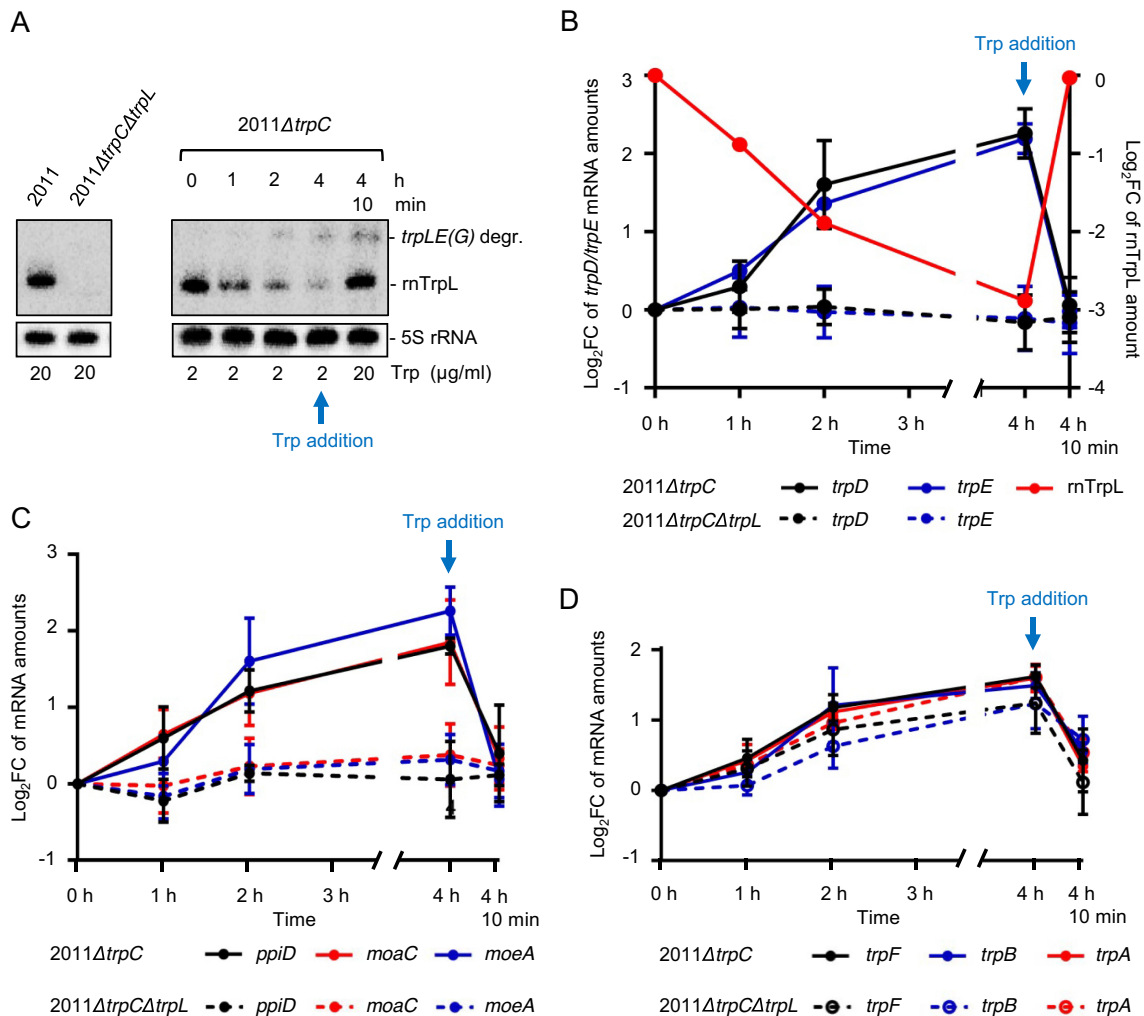 A
2011
2011ΔtrpCΔtrpL
2011ΔtrpC
0 1 2 4 4 h
10 min
trpLE(G) degr.
rnTrpL
5S rRNA
20 20 2 2 2 2 20 Trp (µg/ml)
Trp addition
B
Trp addition
Log₂FC of trpD/trpE mRNA amounts
3
2
1
0
-1
0
-1
-2
-3
-4
Log₂FC of rnTrpL amount
0 h 1 h 2 h 3 h 4 h 4 h
10 min
Time
2011ΔtrpC trpD trpE rnTrpL
2011ΔtrpCΔtrpL trpD trpE
C
Trp addition
Log₂FC of mRNA amounts
3
2
1
0
-1
0 h 1 h 2 h 3 h 4 h 4 h
10 min
Time
2011ΔtrpC ppiD moaC moeA
2011ΔtrpCΔtrpL ppiD moaC moeA
D
Trp addition
Log₂FC of mRNA amounts
2
1
0
-1
0 h 1 h 2 h 3 h 4 h 4 h
10 min
Time
2011ΔtrpC trpF trpB trpA
2011ΔtrpCΔtrpL trpF trpB trpA